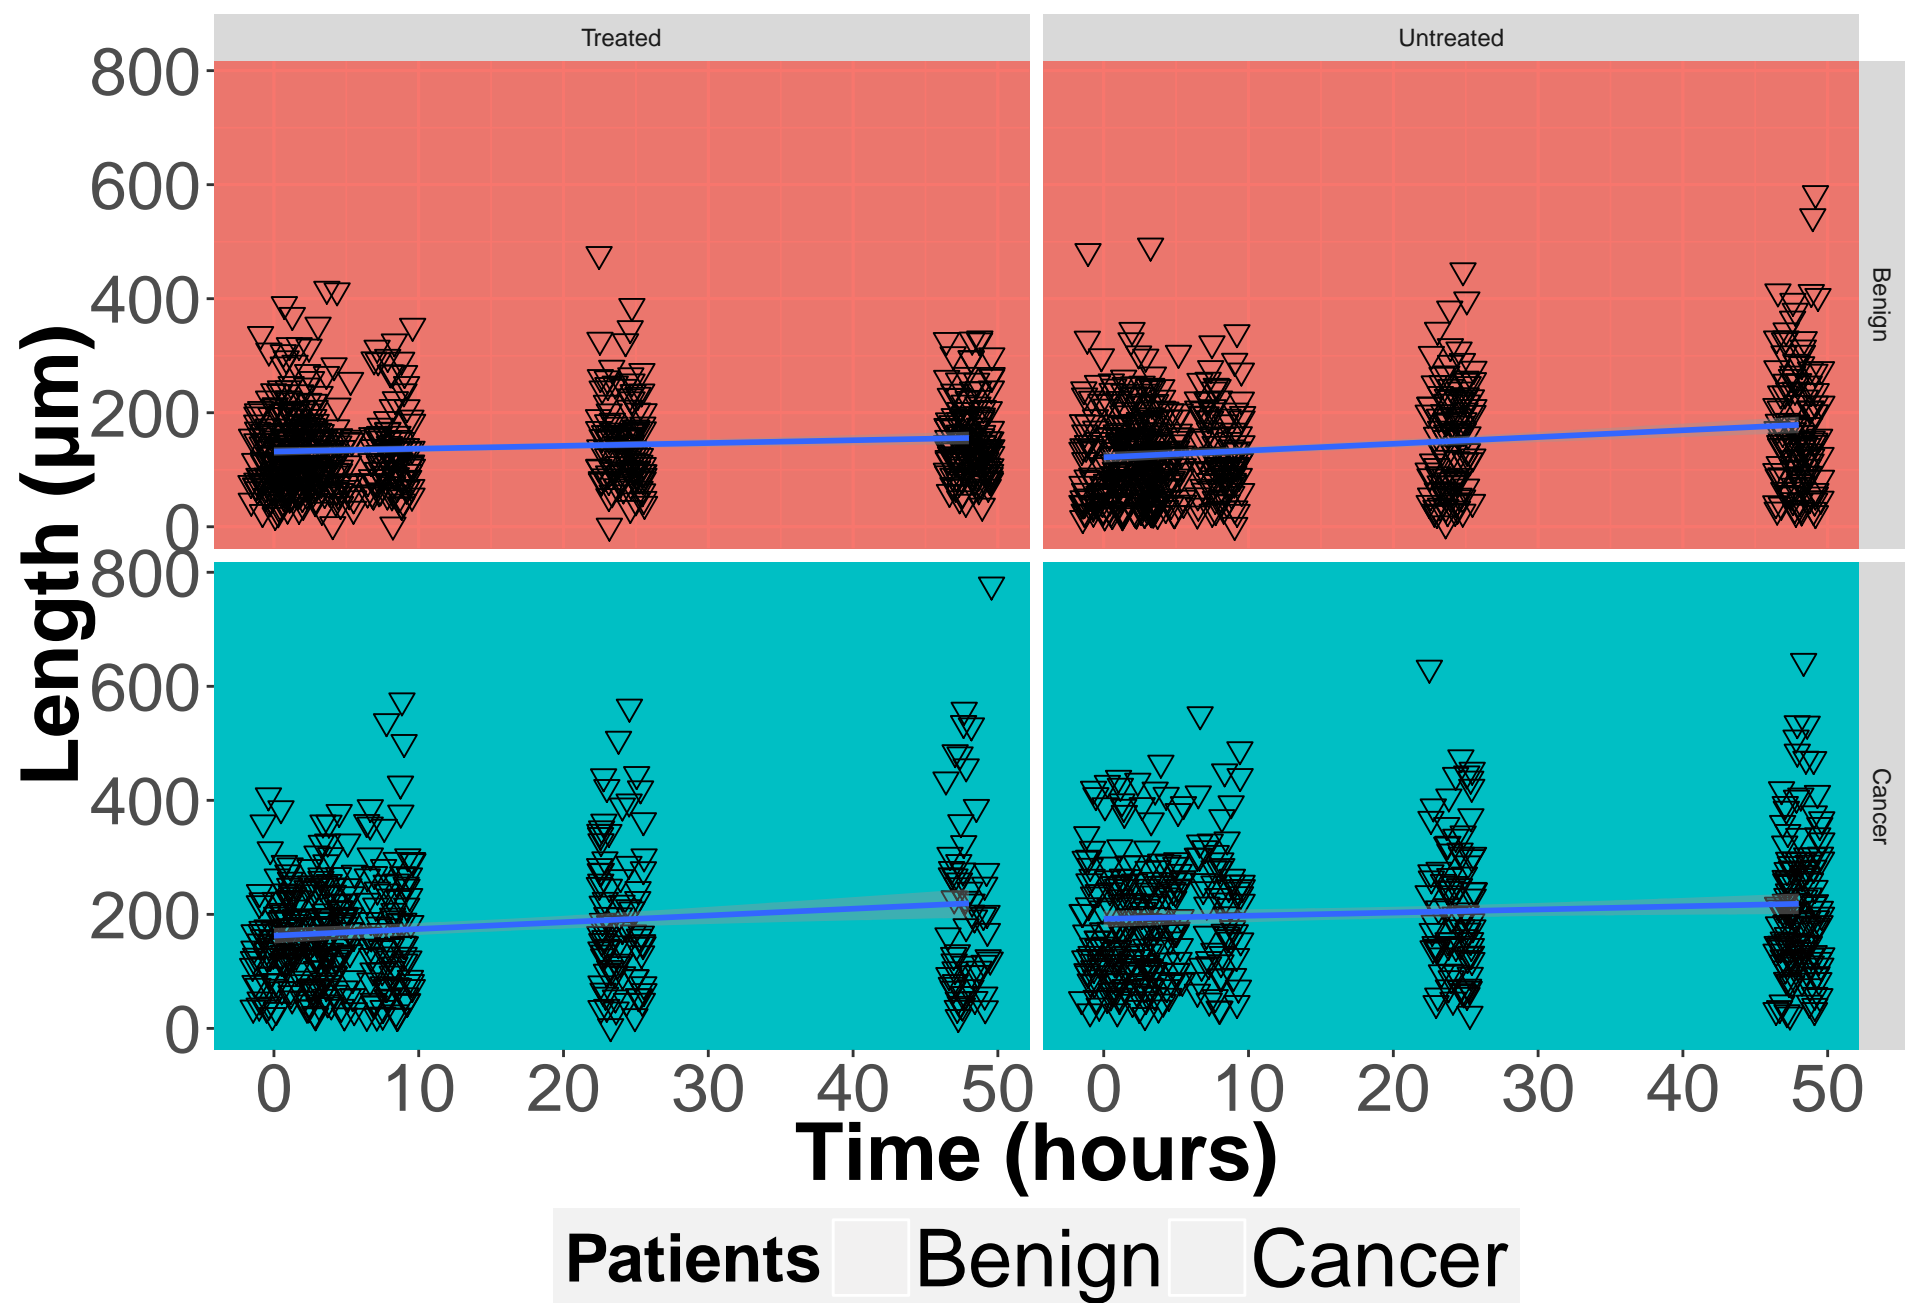 Treated Untreated
800
600
400
200
0
Benign
800
600
400
200
0
Cancer
Length (µm)
0 10 20 30 40 50 0 10 20 30 40 50
Time (hours)
Patients Benign Cancer